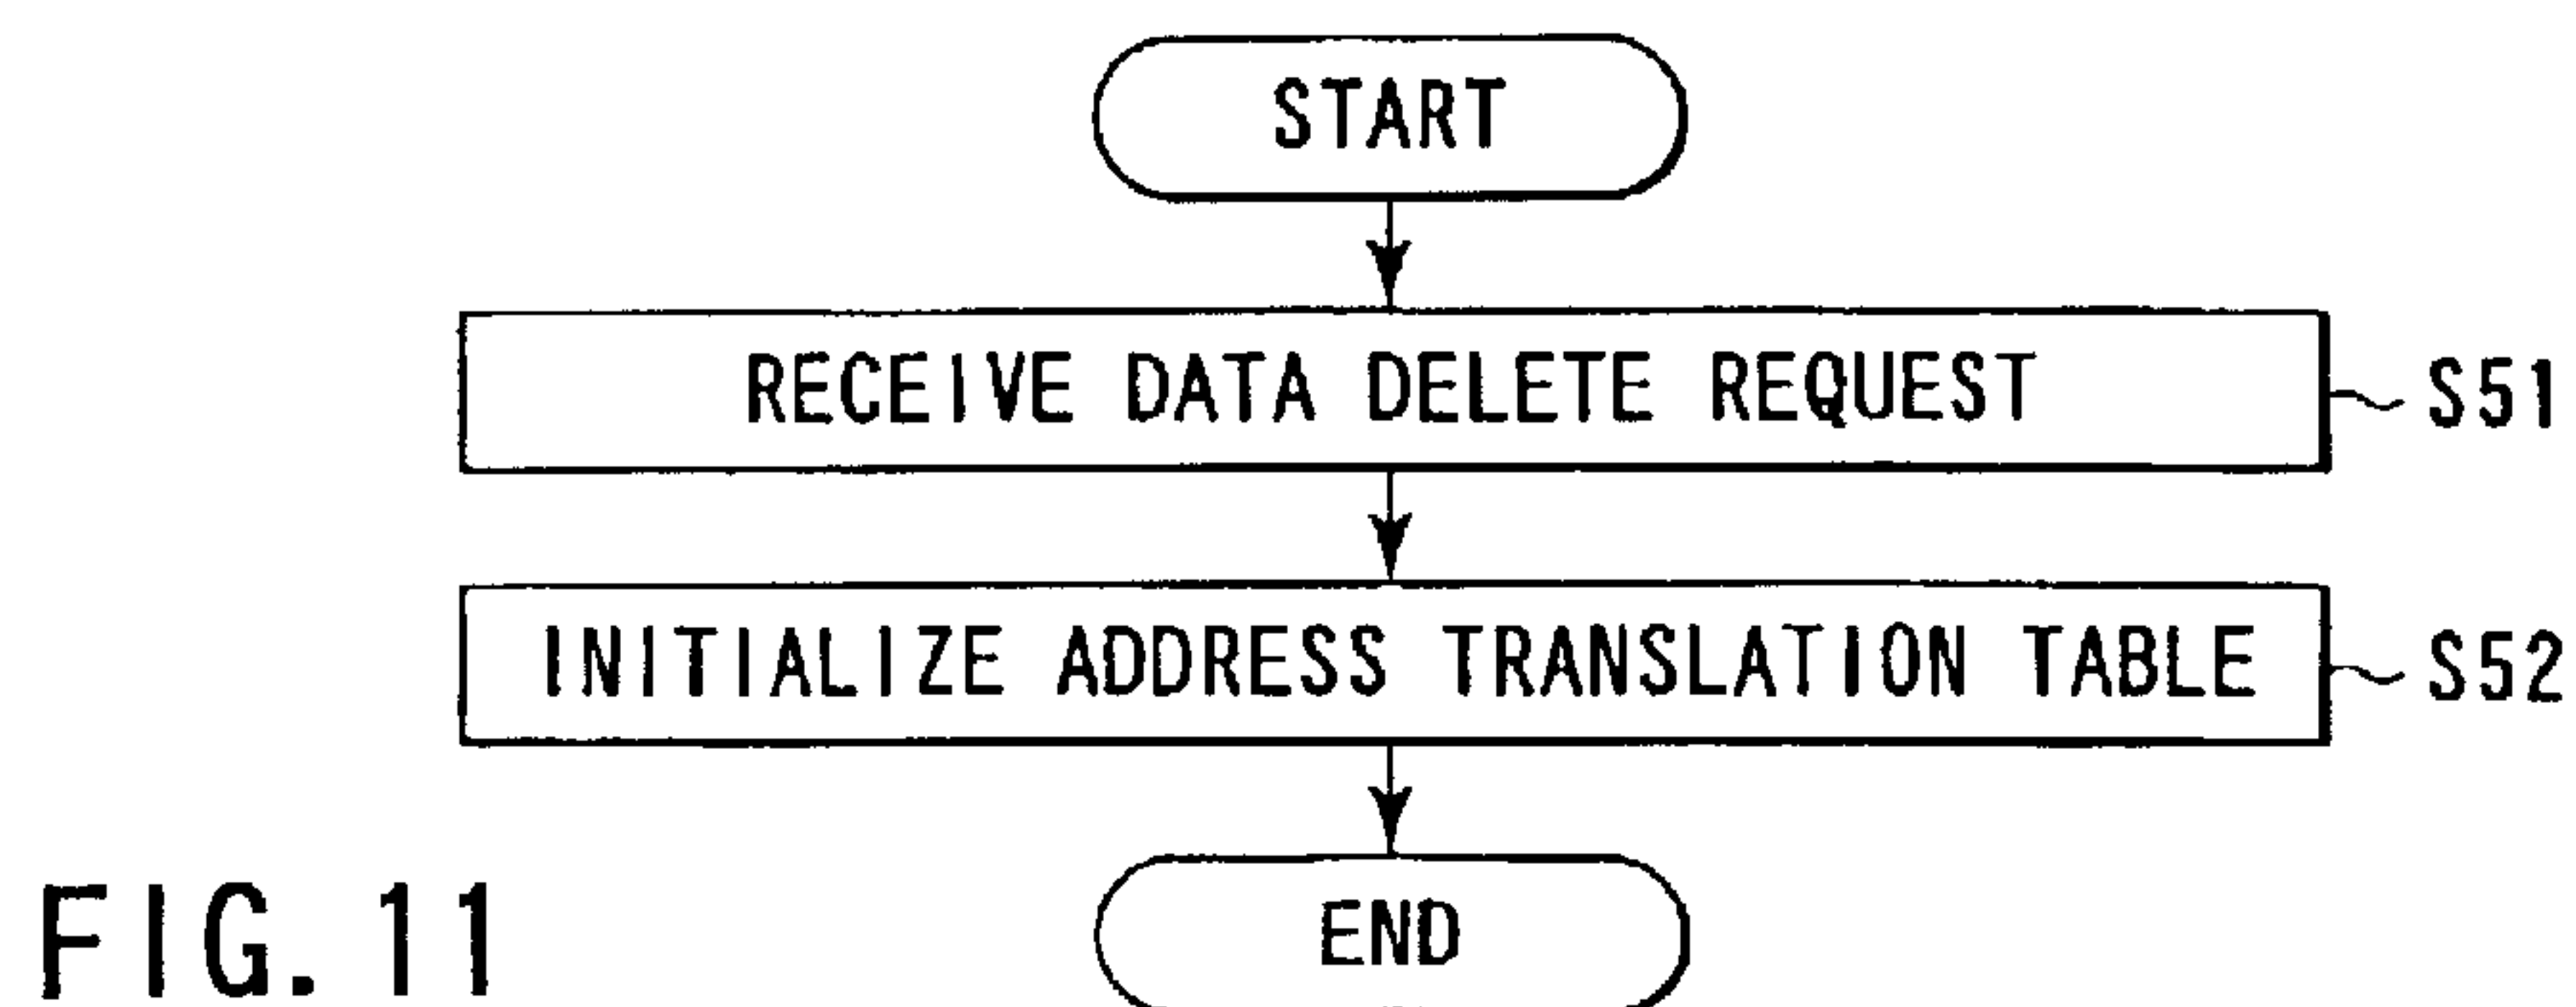 START
RECEIVE DATA DELETE REQUEST
S51
INITIALIZE ADDRESS TRANSLATION TABLE
S52
END
FIG. 11